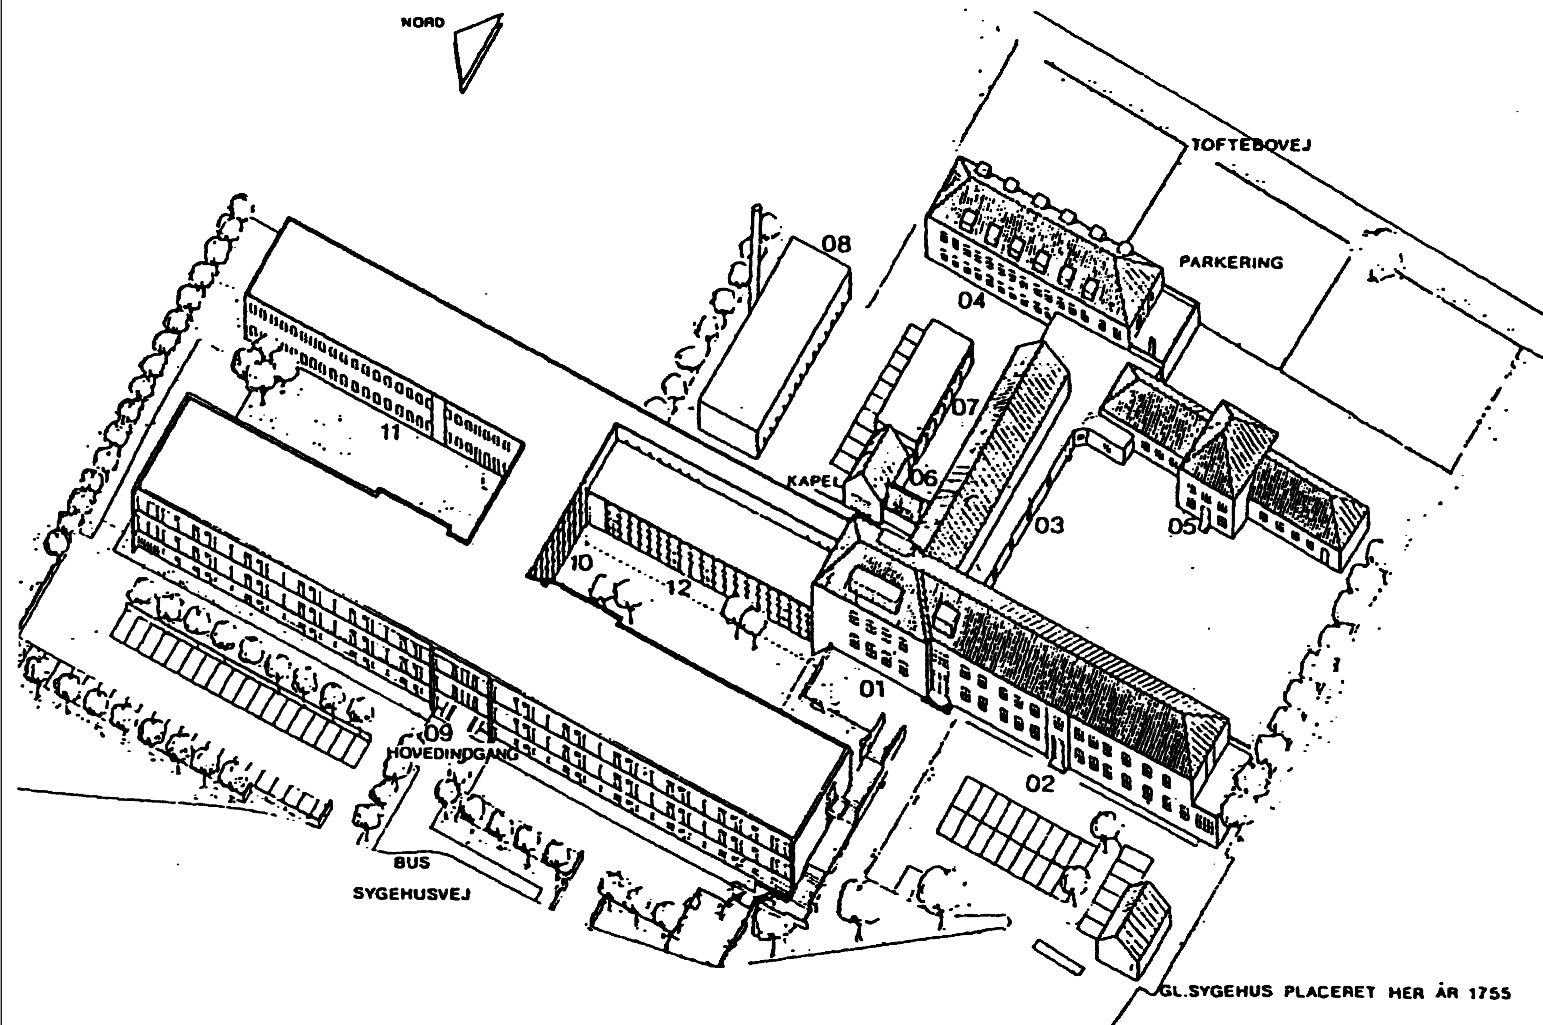 NORD
TOFTEBOVEJ
PARKERING
08
04
07
11
KAPEL
06
03
05
10
12
01
09
HOVEDINDGANG
02
BUS
SYGEHUSVEJ
GL.SYGEHUS PLACERET HER ÅR 1755